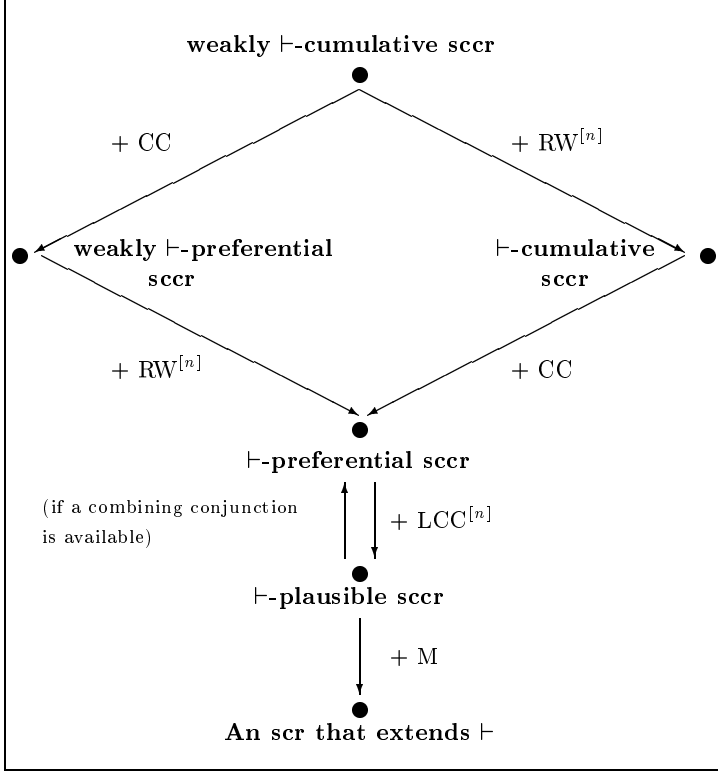 weakly ⊢-cumulative sccr
+ CC
+ RW^[n]
weakly ⊢-preferential
sccr
⊢-cumulative
sccr
+ RW^[n]
+ CC
⊢-preferential sccr
(if a combining conjunction
is available)
+ LCC^[n]
⊢-plausible sccr
+ M
An scr that extends ⊢